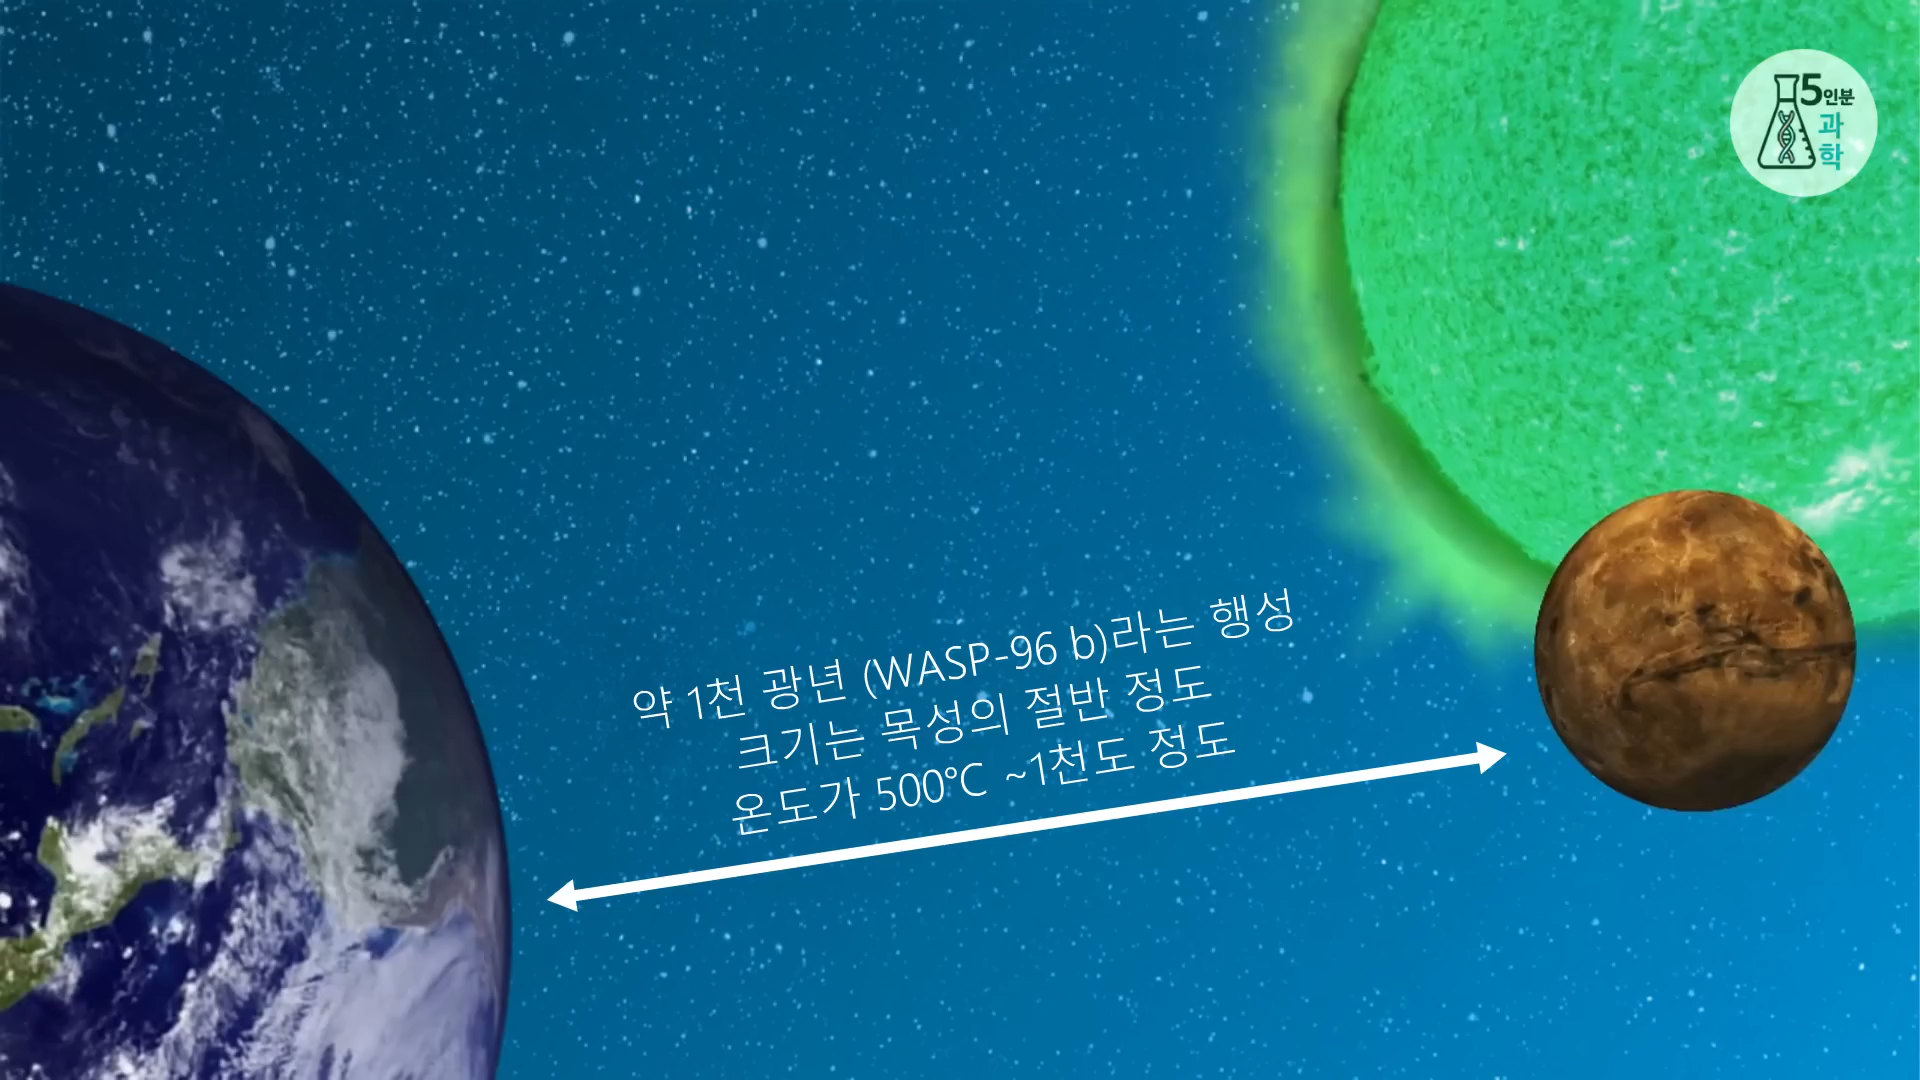 5인분
과
학
약 1천 광년 (WASP-96 b)라는 행성
크기는 목성의 절반 정도
온도가 500℃ ~1천도 정도